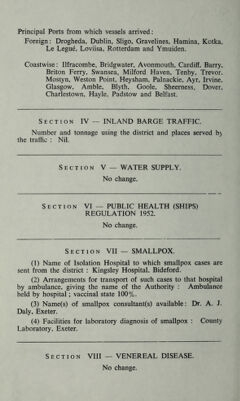 Principal Ports from which vessels arrived:
Foreign: Drogheda, Dublin, Sligo, Gravelines, Hamina, Kotka,
Le Legué, Loviisa, Rotterdam and Ymuiden.
Coastwise: Ilfracombe, Bridgwater, Avonmouth, Cardiff, Barry,
Briton Ferry, Swansea, Milford Haven, Tenby, Trevor.
Mostyn, Weston Point, Heysham, Palnackie, Ayr, Irvine,
Glasgow, Amble, Blyth, Goole, Sheerness, Dover,
Charlestown, Hayle, Padstow and Belfast.
SECTION IV — INLAND BARGE TRAFFIC.
Number and tonnage using the district and places served by
the traffic : Nil.
SECTION V — WATER SUPPLY.
No change.
SECTION VI — PUBLIC HEALTH (SHIPS)
REGULATION 1952.
No change.
SECTION VII — SMALLPOX.
(1) Name of Isolation Hospital to which smallpox cases are
sent from the district : Kingsley Hospital, Bideford.
(2) Arrangements for transport of such cases to that hospital
by ambulance, giving the name of the Authority : Ambulance
held by hospital ; vaccinal state 100%.
(3) Name(s) of smallpox consultant(s) available: Dr. A. J.
Daly, Exeter.
(4) Facilities for laboratory diagnosis of smallpox : County
Laboratory, Exeter.
SECTION VIII — VENEREAL DISEASE.
No change.